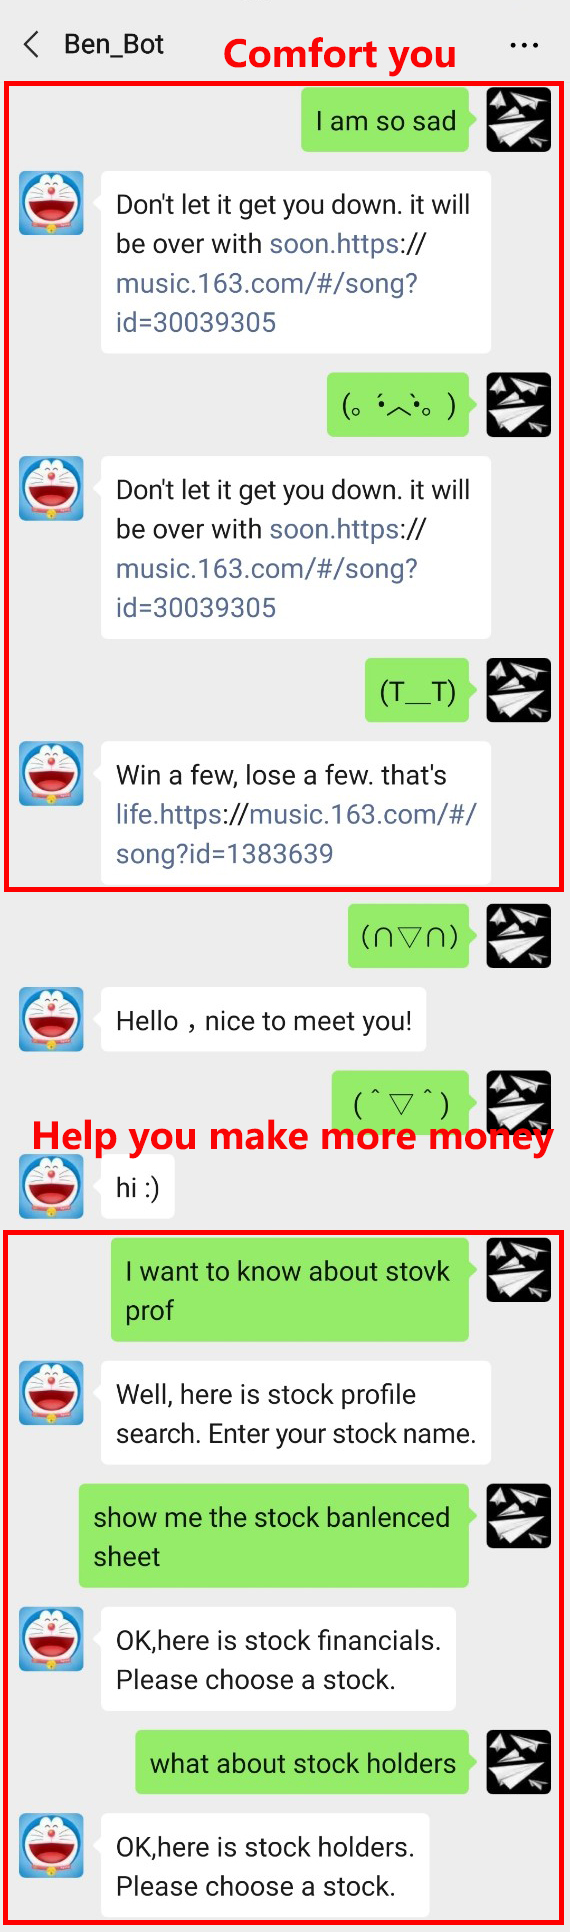 Ben_Bot
Comfort you
I am so sad
Don't let it get you down. it will
be over with soon.https://
music.163.com/#/song?
id=30039305
(。•́︿•̀。)
Don't let it get you down. it will
be over with soon.https://
music.163.com/#/song?
id=30039305
(T__T)
Win a few, lose a few. that's
life.https://music.163.com/#/
song?id=1383639
(∩▽∩)
Hello，nice to meet you!
(＾▽＾)
Help you make more money
hi :)
I want to know about stovk
prof
Well, here is stock profile
search. Enter your stock name.
show me the stock banlenced
sheet
OK,here is stock financials.
Please choose a stock.
what about stock holders
OK,here is stock holders.
Please choose a stock.